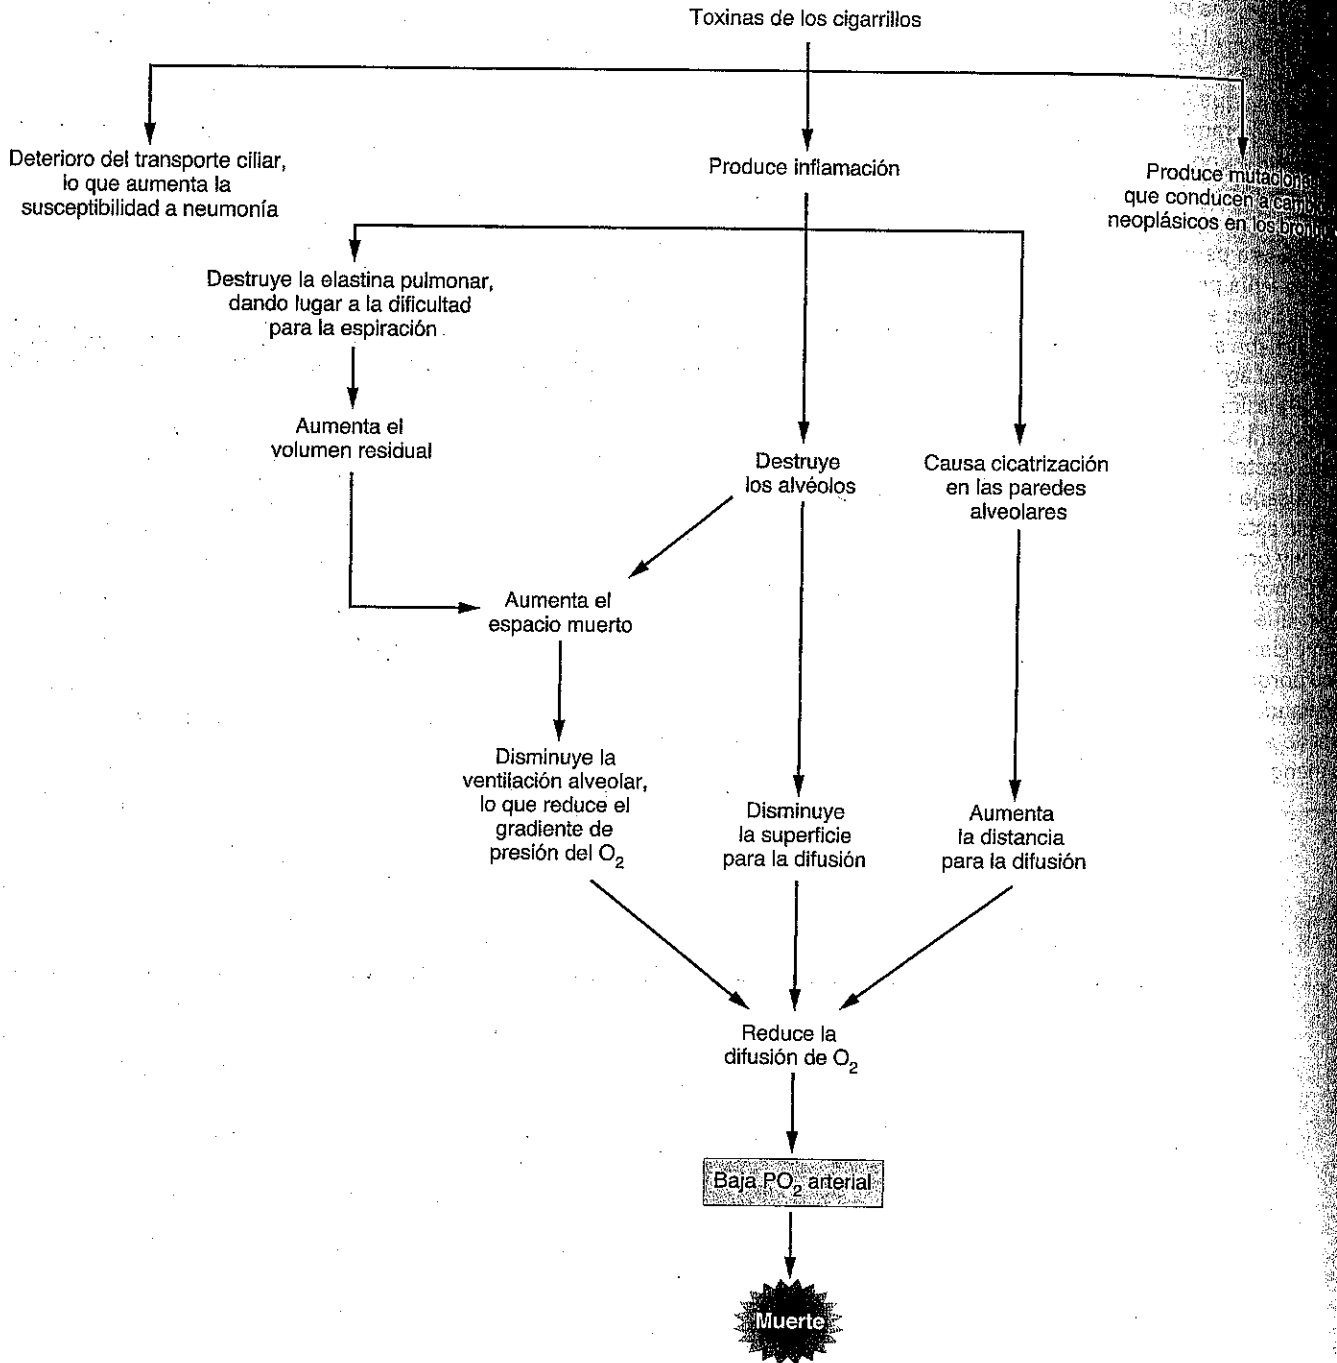 Toxinas de los cigarrillos
Deterioro del transporte ciliar,
lo que aumenta la
susceptibilidad a neumonía
Produce inflamación
Produce
que conducen a
neoplásicos en los
Destruye la elastina pulmonar,
dando lugar a la dificultad
para la espiración
Aumenta el
volumen residual
Destruye
los alvéolos
Causa cicatrización
en las paredes
alveolares
Aumenta el
espacio muerto
Disminuye la
ventilación alveolar,
lo que reduce el
gradiente de
presión del O₂
Disminuye
la superficie
para la difusión
Aumenta
la distancia
para la difusión
Reduce la
difusión de O₂
Baja PO₂ arterial
Muerte